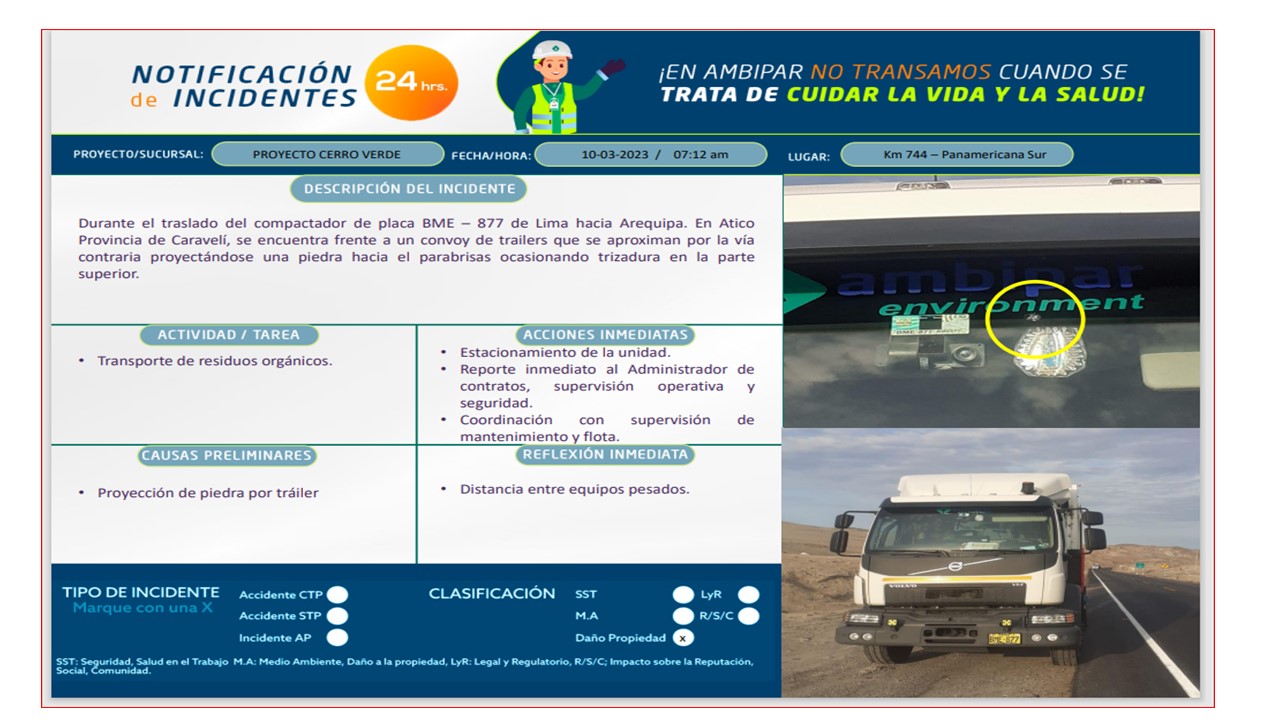 NOTIFICACIÓN
de INCIDENTES
24 hrs.
¡EN AMBIPAR NO TRANSAMOS CUANDO SE
TRATA DE CUIDAR LA VIDA Y LA SALUD!
PROYECTO/SUCURSAL: PROYECTO CERRO VERDE FECHA/HORA: 10-03-2023 / 07:12 am LUGAR: Km 744 – Panamericana Sur
DESCRIPCIÓN DEL INCIDENTE
Durante el traslado del compactador de placa BME – 877 de Lima hacia Arequipa. En Atico
Provincia de Caravelí, se encuentra frente a un convoy de trailers que se aproximan por la vía
contraria proyectándose una piedra hacia el parabrisas ocasionando trizadura en la parte
superior.
ACTIVIDAD / TAREA
• Transporte de residuos orgánicos.
ACCIONES INMEDIATAS
• Estacionamiento de la unidad.
• Reporte inmediato al Administrador de
contratos, supervisión operativa y
seguridad.
• Coordinación con supervisión de
mantenimiento y flota.
CAUSAS PRELIMINARES
• Proyección de piedra por tráiler
REFLEXIÓN INMEDIATA
• Distancia entre equipos pesados.
ambipar
environment
VOLVO
BME-877
TIPO DE INCIDENTE
Marque con una X
Accidente CTP
Accidente STP
Incidente AP
CLASIFICACIÓN
SST LyR
M.A R/S/C
Daño Propiedad x
SST: Seguridad, Salud en el Trabajo M.A: Medio Ambiente, Daño a la propiedad, LyR: Legal y Regulatorio, R/S/C; Impacto sobre la Reputación,
Social, Comunidad.